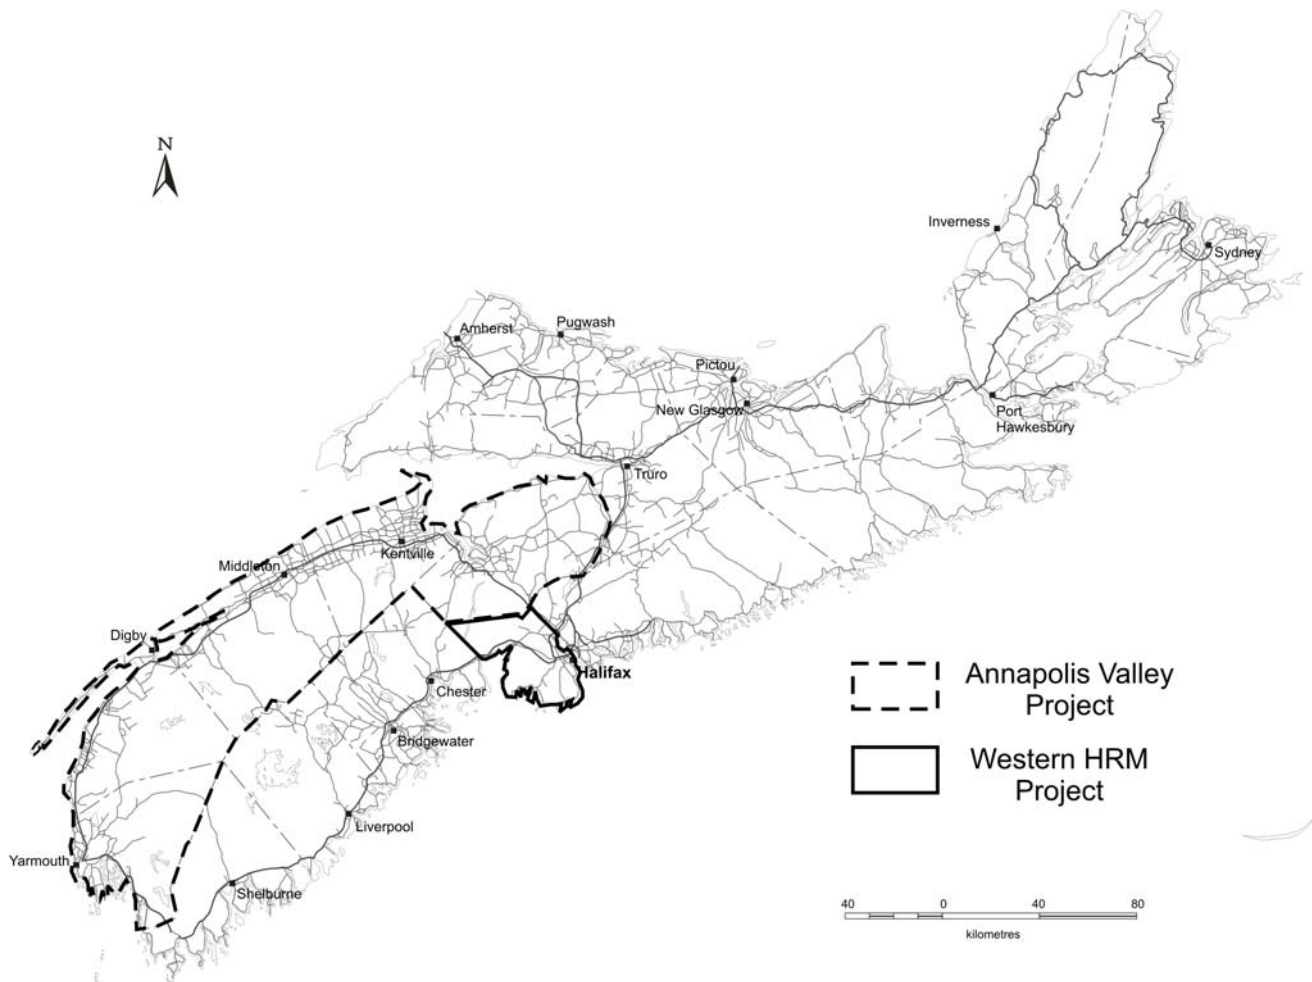 N
Inverness
Sydney
Amherst
Pugwash
Pictou
New Glasgow
Port
Hawkesbury
Truro
Kentville
Middleton
Digby
Halifax
Chester
Bridgewater
Liverpool
Yarmouth
Shelburne
Annapolis Valley
Project
Western HRM
Project
40 0 40 80
kilometres